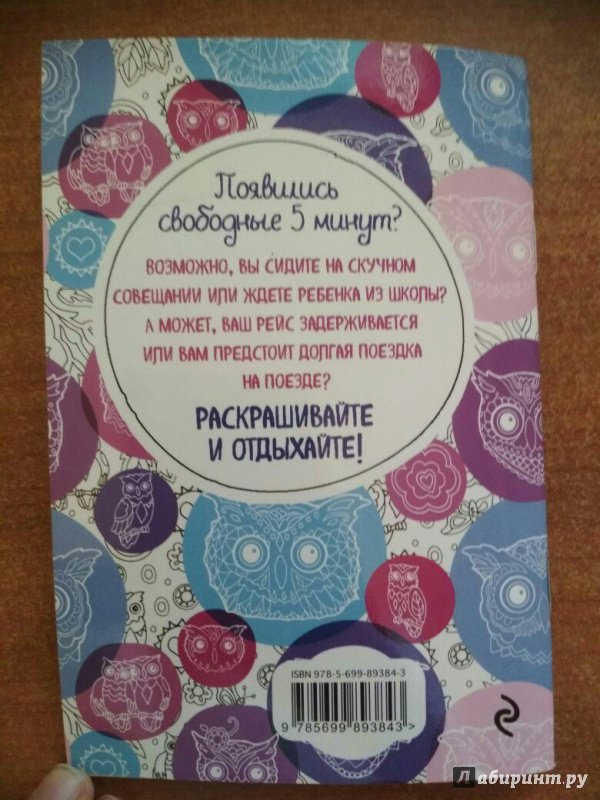 Появились
свободные 5 минут?
ВОЗМОЖНО, ВЫ СИДИТЕ НА СКУЧНОМ
СОВЕЩАНИИ ИЛИ ЖДЕТЕ РЕБЕНКА ИЗ ШКОЛЫ?
А МОЖЕТ, ВАШ РЕЙС ЗАДЕРЖИВАЕТСЯ
ИЛИ ВАМ ПРЕДСТОИТ ДОЛГАЯ ПОЕЗДКА
НА ПОЕЗДЕ?
РАСКРАШИВАЙТЕ
И ОТДЫХАЙТЕ!
ISBN 978-5-699-89384-3
9 785699 893843 >
Лабиринт.ру